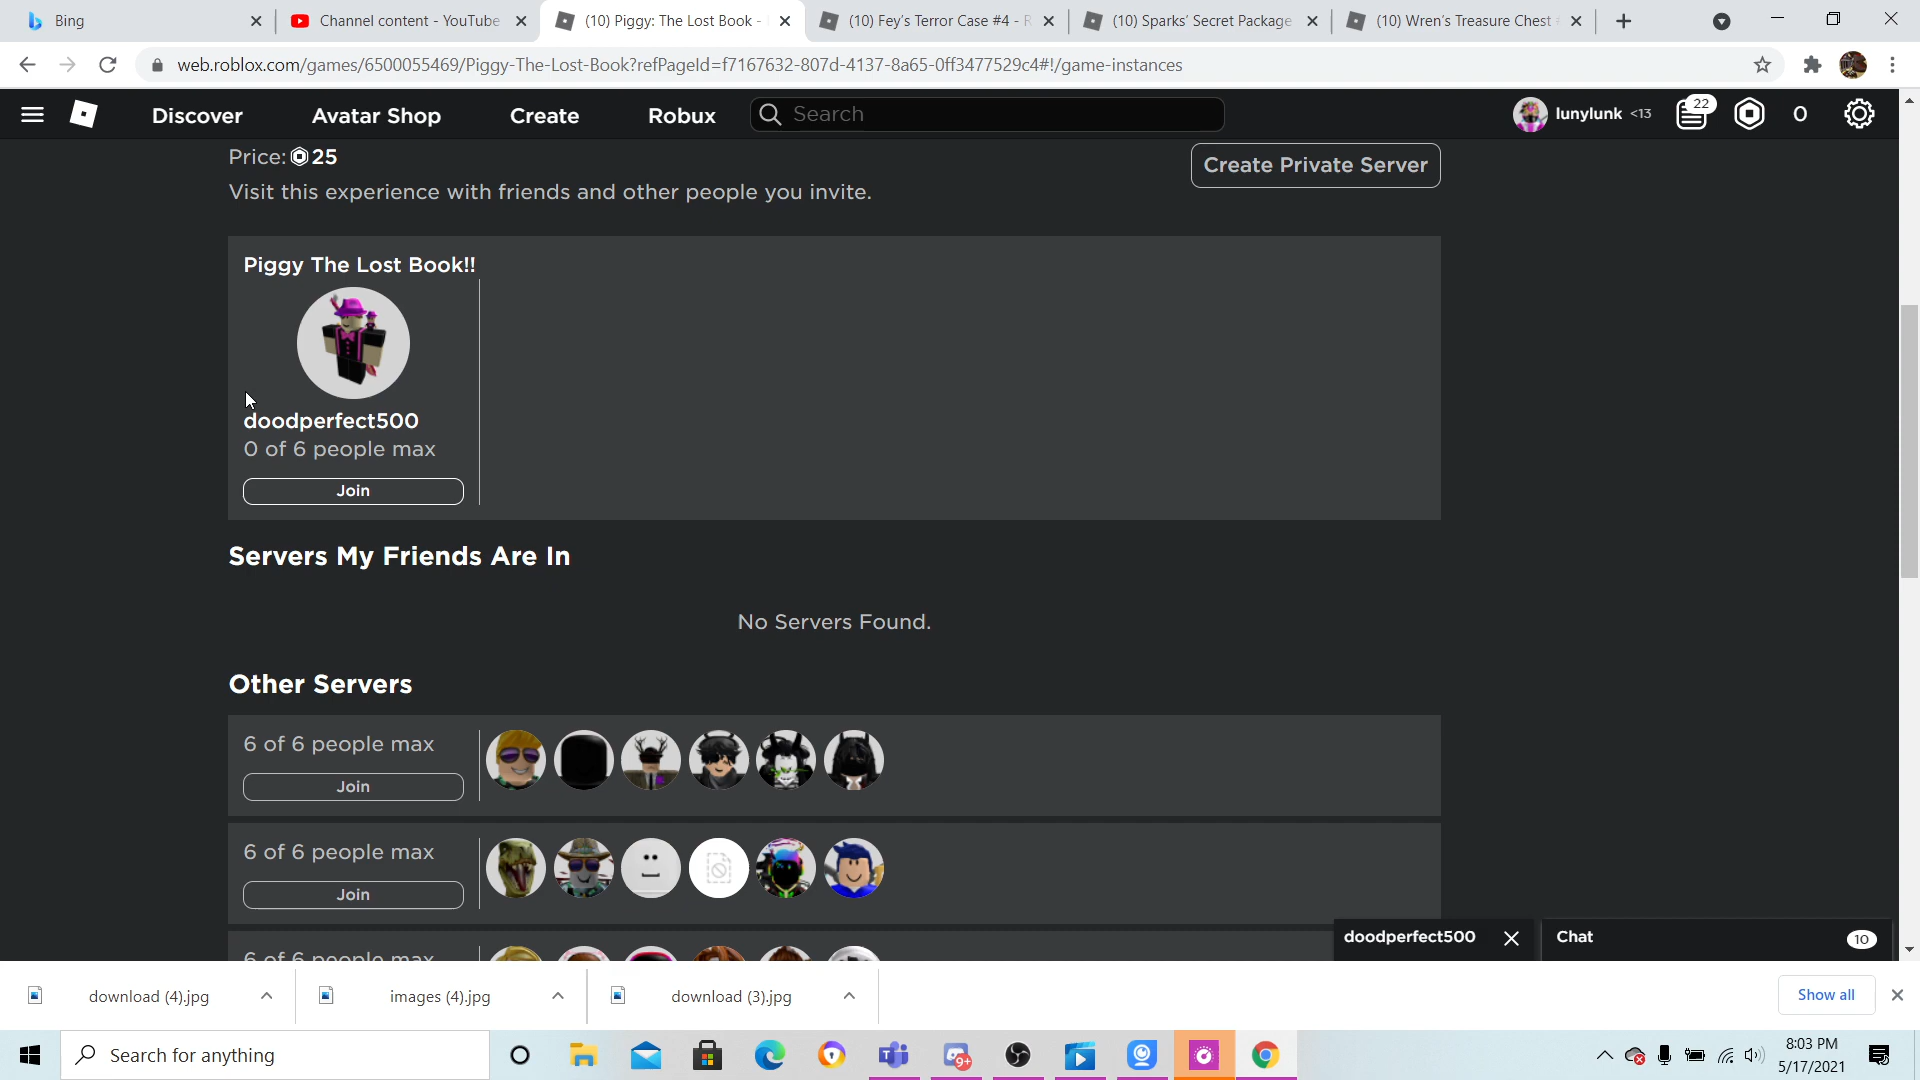 Bing
Channel content - YouTube
(10) Piggy: The Lost Book -
(10) Fey's Terror Case #4 - R
(10) Sparks' Secret Package
(10) Wren's Treasure Chest
web.roblox.com/games/6500055469/Piggy-The-Lost-Book?refPageId=f7167632-807d-4137-8a65-0ff3477529c4#!/game-instances
Discover
Avatar Shop
Create
Robux
Search
lunylunk <13
22
0
Price: 25
Create Private Server
Visit this experience with friends and other people you invite.
Piggy The Lost Book!!
doodperfect500
0 of 6 people max
Join
Servers My Friends Are In
No Servers Found.
Other Servers
6 of 6 people max
Join
6 of 6 people max
Join
6 of 6 people max
doodperfect500
Chat
10
download (4).jpg
images (4).jpg
download (3).jpg
Show all
Search for anything
9+
8:03 PM
5/17/2021